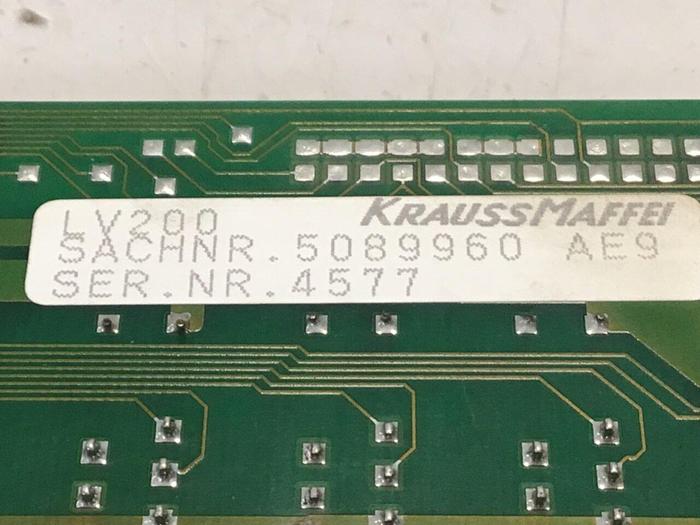 LV200 KRAUSSMAFFEI
SACHNR.5089960 AE9
SER.NR.4577